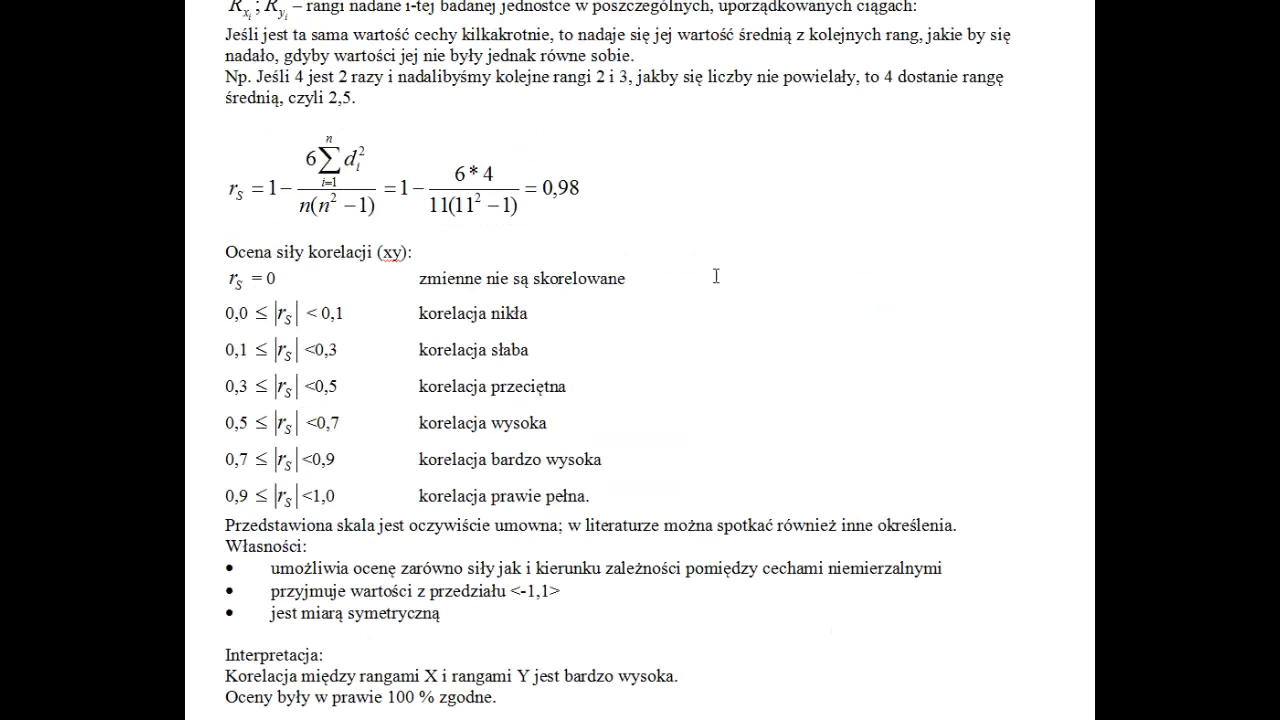 R_{x_i} ; R_{y_i} – rangi nadane i-tej badanej jednostce w poszczególnych, uporządkowanych ciągach:
Jeśli jest ta sama wartość cechy kilkakrotnie, to nadaje się jej wartość średnią z kolejnych rang, jakie by się
nadało, gdyby wartości jej nie były jednak równe sobie.
Np. Jeśli 4 jest 2 razy i nadalibyśmy kolejne rangi 2 i 3, jakby się liczby nie powielały, to 4 dostanie rangę
średnią, czyli 2,5.
r_S = 1 − \frac{6\sum_{i=1}^{n} d_i^2}{n(n^2 − 1)} = 1 − \frac{6 * 4}{11(11^2 − 1)} = 0,98
Ocena siły korelacji (xy):
r_S = 0 zmienne nie są skorelowane
0,0 ≤ |r_S| < 0,1 korelacja nikła
0,1 ≤ |r_S| <0,3 korelacja słaba
0,3 ≤ |r_S| <0,5 korelacja przeciętna
0,5 ≤ |r_S| <0,7 korelacja wysoka
0,7 ≤ |r_S| <0,9 korelacja bardzo wysoka
0,9 ≤ |r_S| <1,0 korelacja prawie pełna.
Przedstawiona skala jest oczywiście umowna; w literaturze można spotkać również inne określenia.
Własności:
• umożliwia ocenę zarówno siły jak i kierunku zależności pomiędzy cechami niemierzalnymi
• przyjmuje wartości z przedziału <-1,1>
• jest miarą symetryczną
Interpretacja:
Korelacja między rangami X i rangami Y jest bardzo wysoka.
Oceny były w prawie 100 % zgodne.